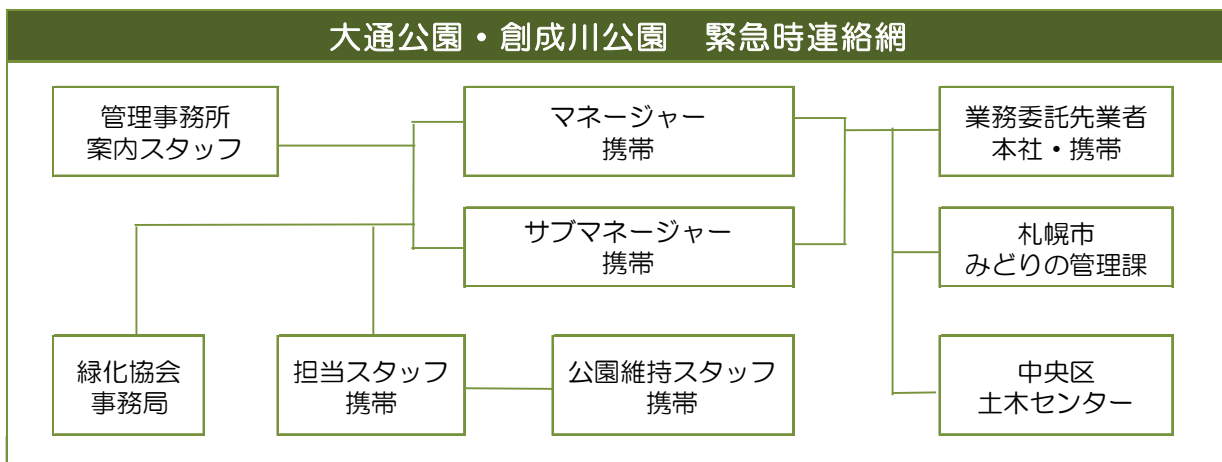 大通公園・創成川公園　緊急時連絡網
管理事務所
案内スタッフ
マネージャー
携帯
業務委託先業者
本社・携帯
サブマネージャー
携帯
札幌市
みどりの管理課
緑化協会
事務局
担当スタッフ
携帯
公園維持スタッフ
携帯
中央区
土木センター